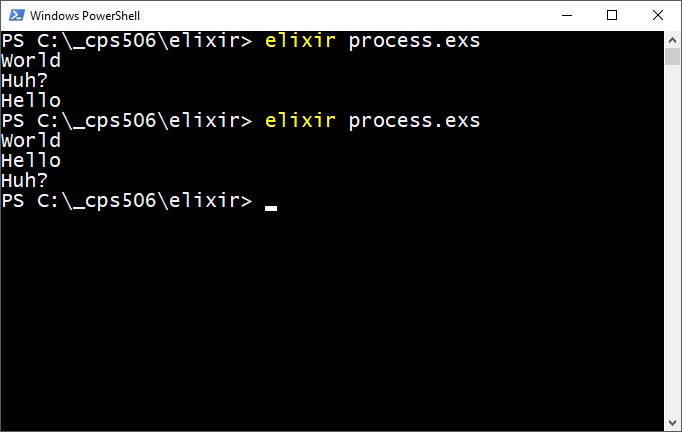 Windows PowerShell
PS C:\_cps506\elixir> elixir process.exs
World
Huh?
Hello
PS C:\_cps506\elixir> elixir process.exs
World
Hello
Huh?
PS C:\_cps506\elixir>